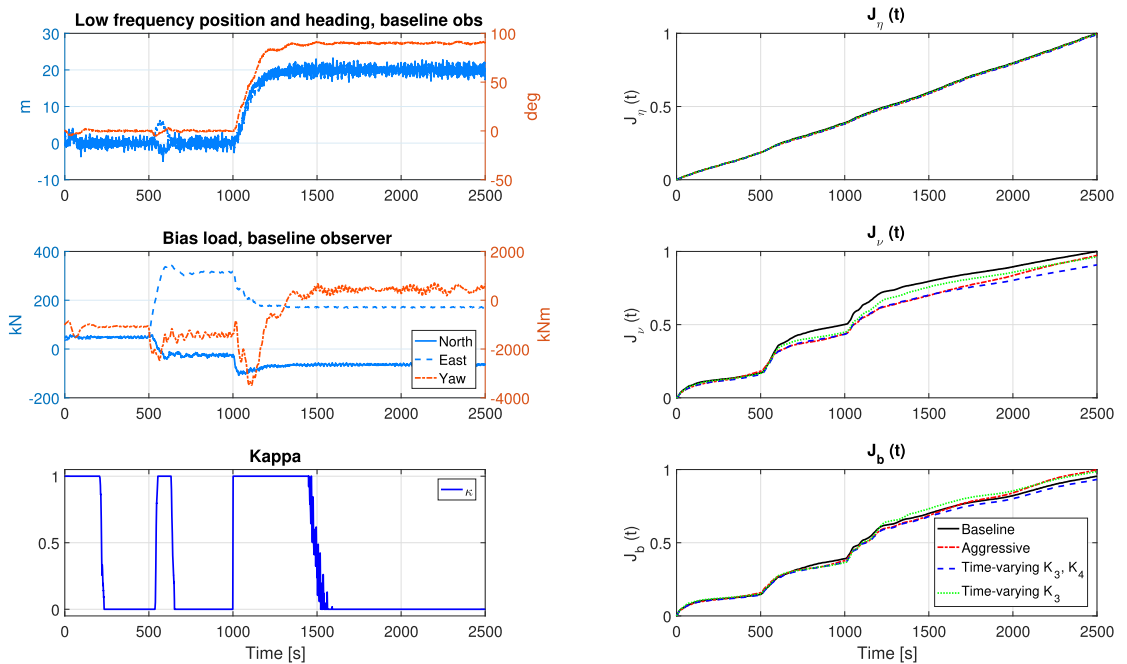 Low frequency position and heading, baseline obs
30
20
10
0
-10
m
100
50
0
-50
deg
0 500 1000 1500 2000 2500
Bias load, baseline observer
400
200
0
-200
kN
2000
0
-2000
-4000
kNm
North
East
Yaw
0 500 1000 1500 2000 2500
Kappa
1
0.5
0
κ
0 500 1000 1500 2000 2500
Time [s]
J_η (t)
1
0.5
0
J_η (t)
0 500 1000 1500 2000 2500
J_ν (t)
1
0.5
0
J_ν (t)
0 500 1000 1500 2000 2500
J_b (t)
1
0.5
0
J_b (t)
Baseline
Aggressive
Time-varying K_3, K_4
Time-varying K_3
0 500 1000 1500 2000 2500
Time [s]